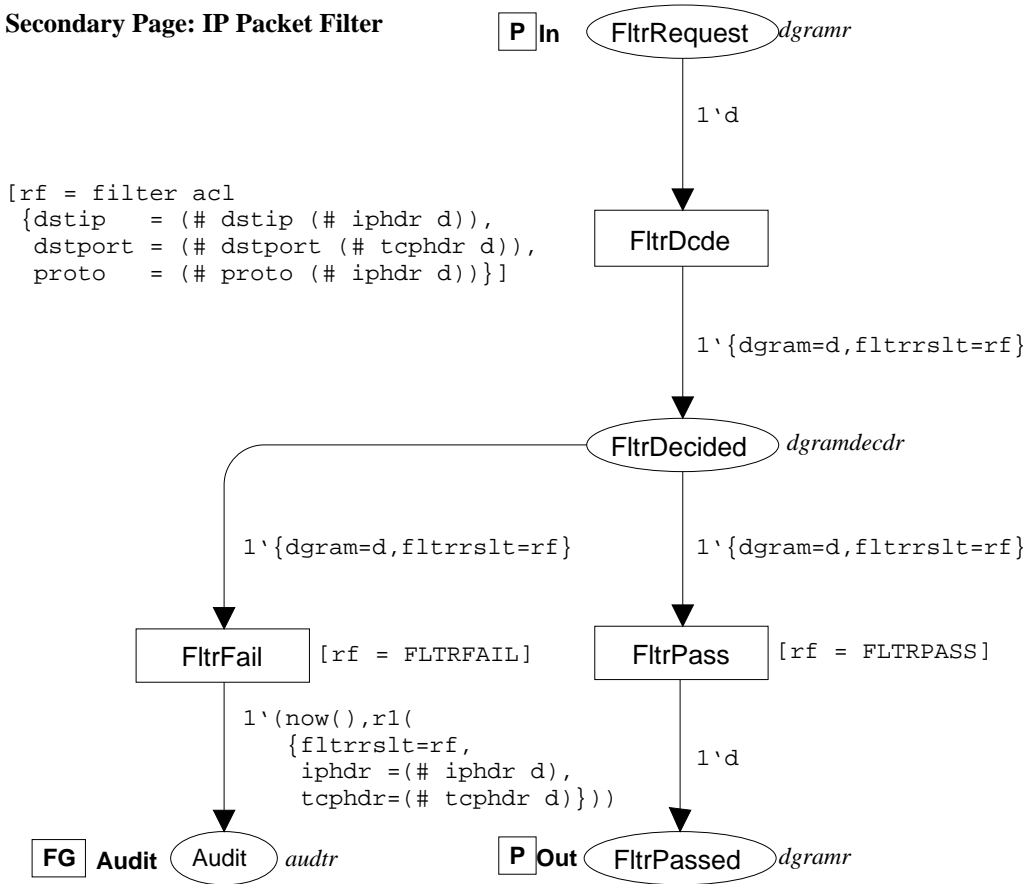 Secondary Page: IP Packet Filter
P In FltrRequest dgramr
1`d
[rf = filter acl
{dstip = (# dstip (# iphdr d)),
dstport = (# dstport (# tcphdr d)),
proto = (# proto (# iphdr d))}]
FltrDcde
1`{dgram=d,fltrrslt=rf}
FltrDecided dgramdecdr
1`{dgram=d,fltrrslt=rf}
1`{dgram=d,fltrrslt=rf}
FltrFail [rf = FLTRFAIL]
FltrPass [rf = FLTRPASS]
1`(now(),r1(
{fltrrslt=rf,
iphdr =(# iphdr d),
tcphdr=(# tcphdr d)}))
1`d
FG Audit Audit audtr
P Out FltrPassed dgramr